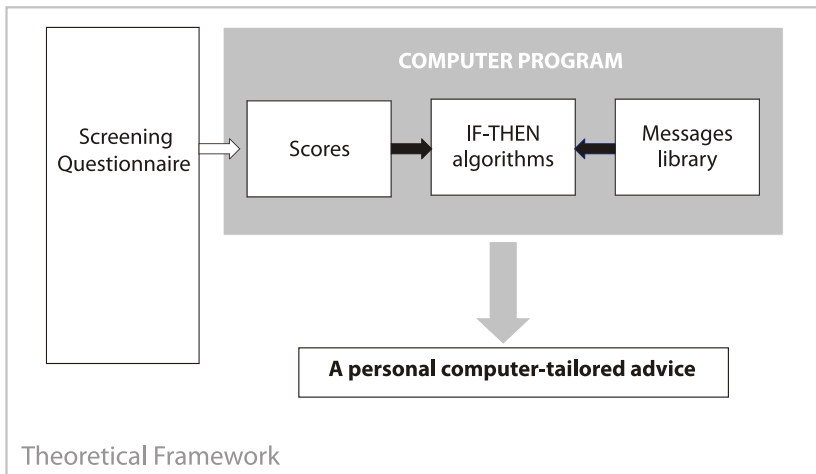 COMPUTER PROGRAM
Screening
Questionnaire
Scores
IF-THEN
algorithms
Messages
library
A personal computer-tailored advice
Theoretical Framework